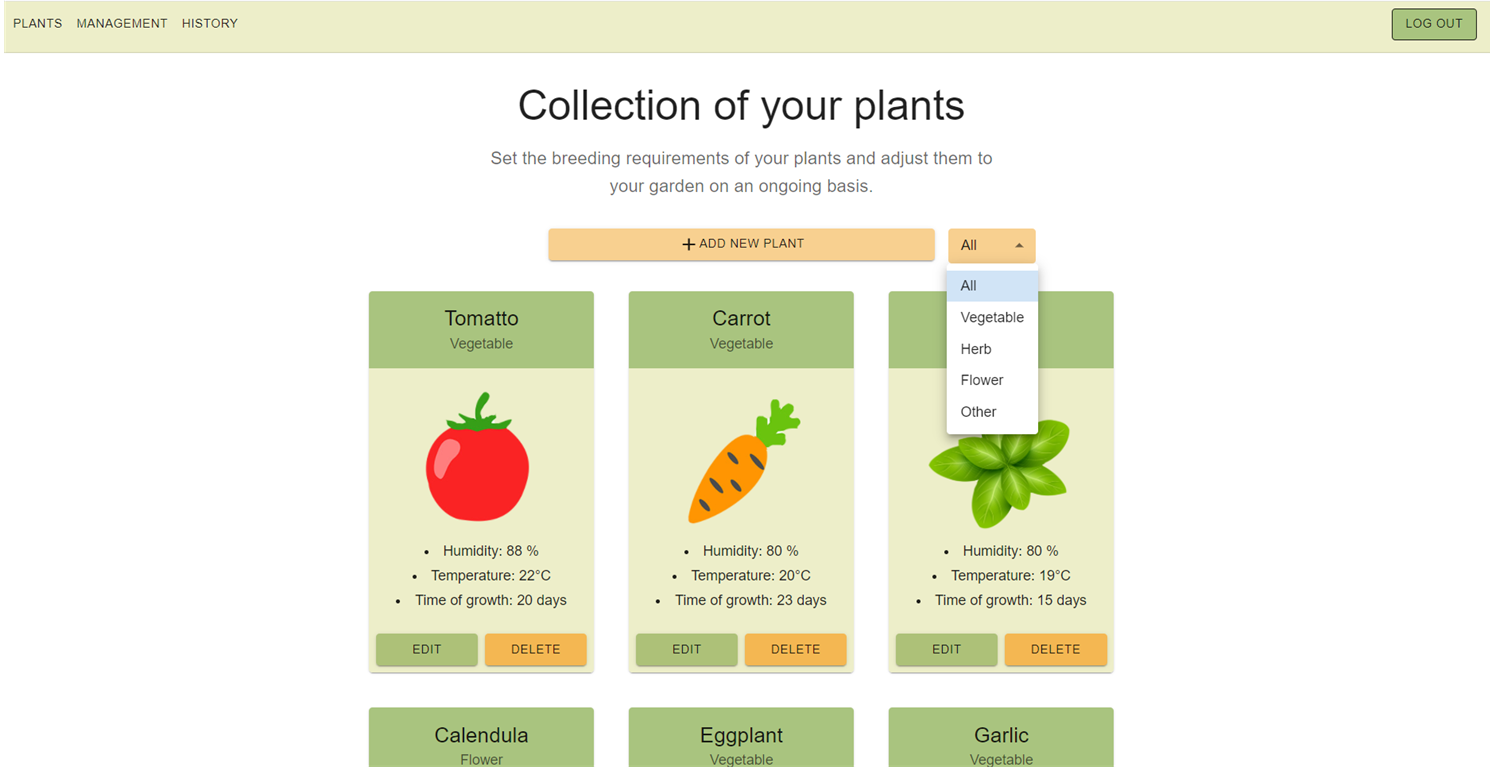 PLANTS MANAGEMENT HISTORY LOG OUT
Collection of your plants
Set the breeding requirements of your plants and adjust them to
your garden on an ongoing basis.
+ ADD NEW PLANT
All
All
Vegetable
Herb
Flower
Other
Tomatto
Vegetable
• Humidity: 88 %
• Temperature: 22°C
• Time of growth: 20 days
EDIT DELETE
Carrot
Vegetable
• Humidity: 80 %
• Temperature: 20°C
• Time of growth: 23 days
EDIT DELETE
• Humidity: 80 %
• Temperature: 19°C
• Time of growth: 15 days
EDIT DELETE
Calendula
Flower
Eggplant
Vegetable
Garlic
Vegetable